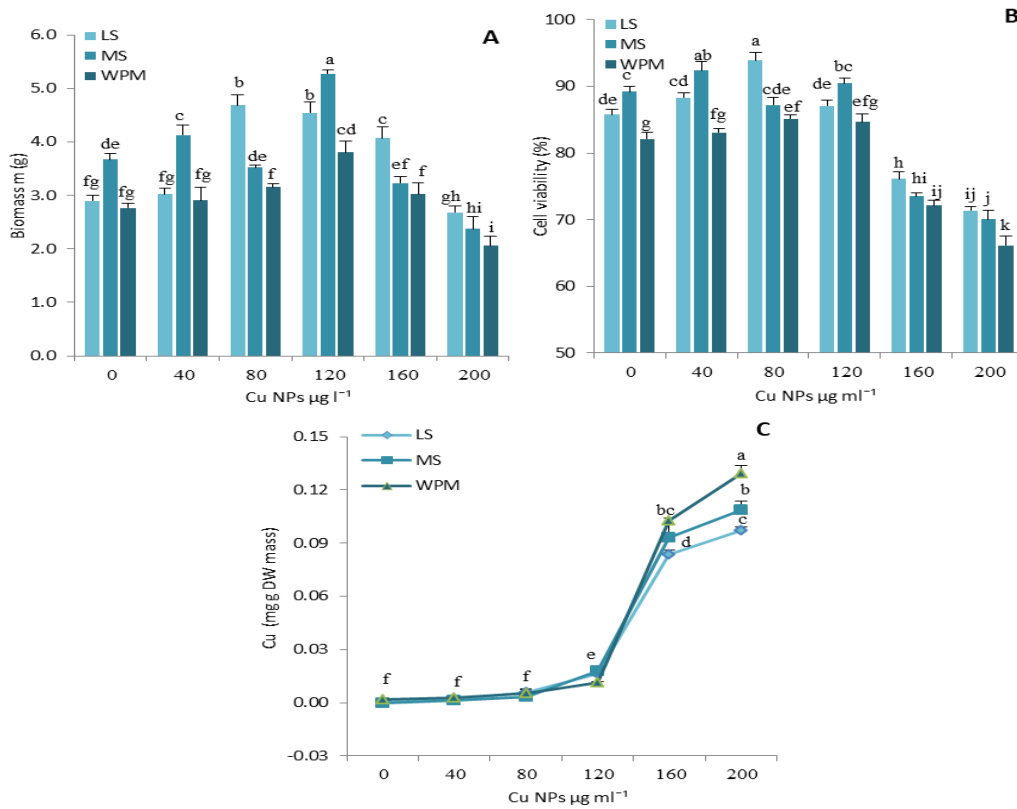 A
LS
MS
WPM
6.0
5.0
4.0
3.0
2.0
1.0
0.0
Biomass m (g)
fg de fg
fg c fg
b de f
b a cd
c ef f
gh hi i
0 40 80 120 160 200
Cu NPs µg l⁻¹
B
LS
MS
WPM
100
90
80
70
60
50
Cell viability (%)
de c g
cd ab fg
a cde ef
de bc efg
h hi ij
ij j k
0 40 80 120 160 200
Cu NPs µg ml⁻¹
C
LS
MS
WPM
0.15
0.12
0.09
0.06
0.03
0.00
-0.03
Cu (mg g DW mass)
f f f e bc d a b c
0 40 80 120 160 200
Cu NPs µg ml⁻¹